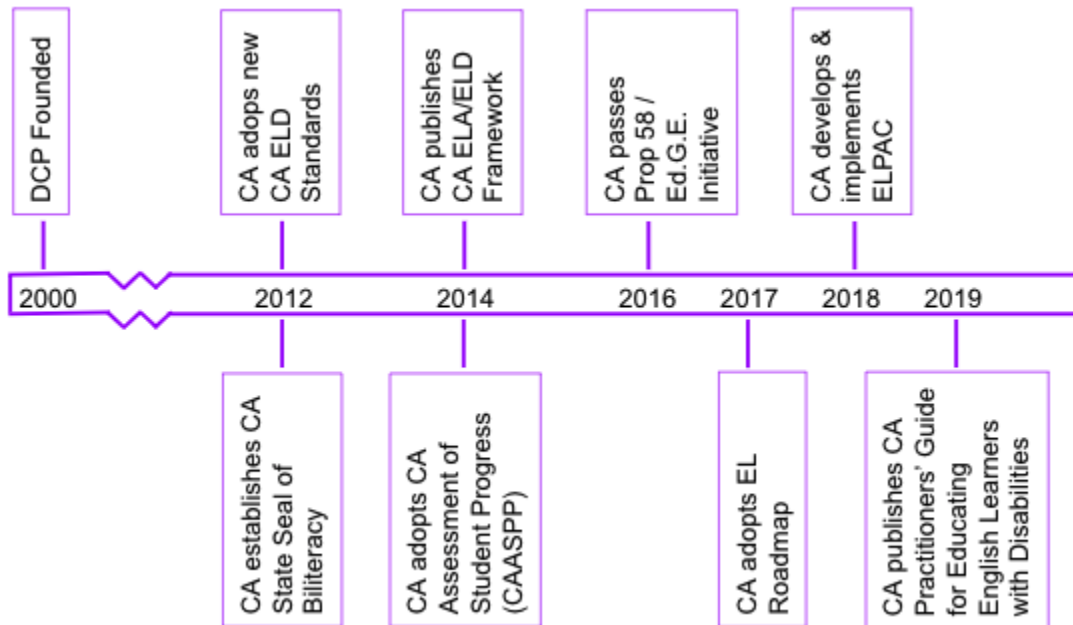 DCP Founded
CA adops new
CA ELD
Standards
CA publishes
CA ELA/ELD
Framework
CA passes
Prop 58 /
Ed.G.E.
Initiative
CA develops &
implements
ELPAC
2000
2012
2014
2016
2017
2018
2019
CA establishes CA
State Seal of
Biliteracy
CA adopts CA
Assessment of
Student Progress
(CAASPP)
CA adopts EL
Roadmap
CA publishes CA
Practitioners' Guide
for Educating
English Learners
with Disabilities